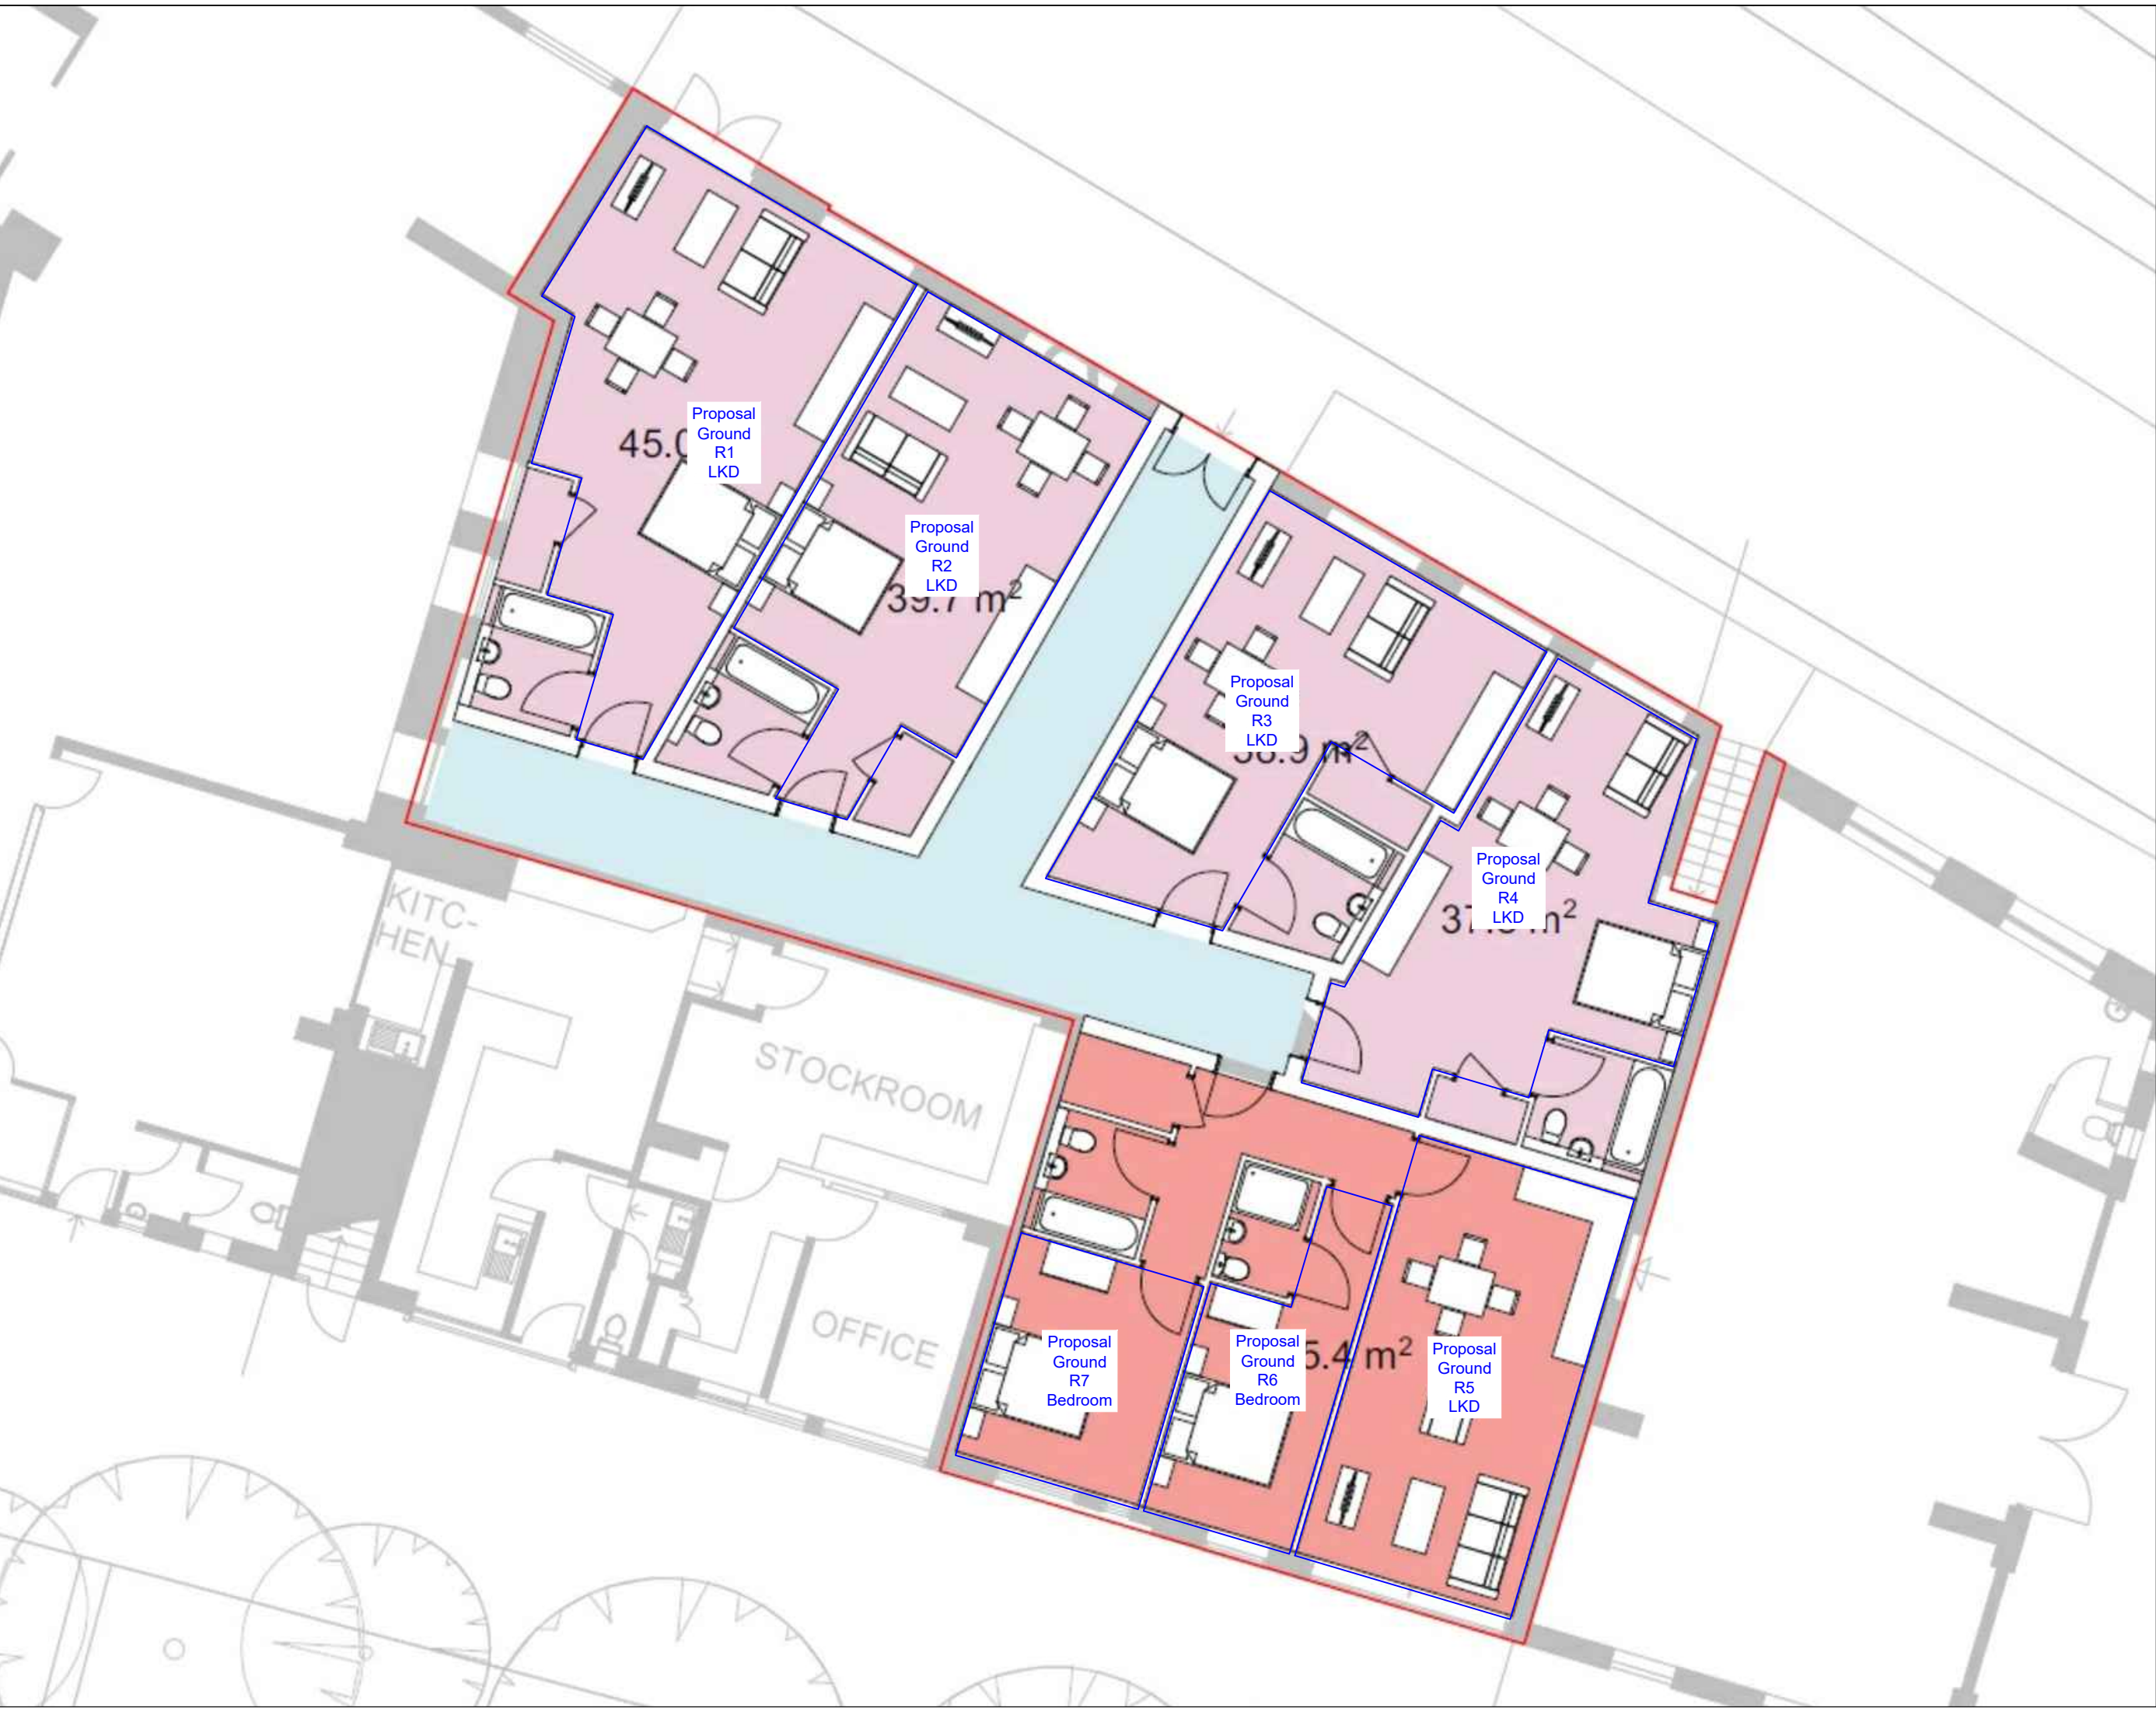 Proposal
Ground
R1
LKD
45.0
Proposal
Ground
R2
LKD
39.7 m²
Proposal
Ground
R3
LKD
m²
Proposal
Ground
R4
LKD
m²
KITC-
HEN
STOCKROOM
OFFICE
Proposal
Ground
R7
Bedroom
Proposal
Ground
R6
Bedroom
5.4 m²
Proposal
Ground
R5
LKD